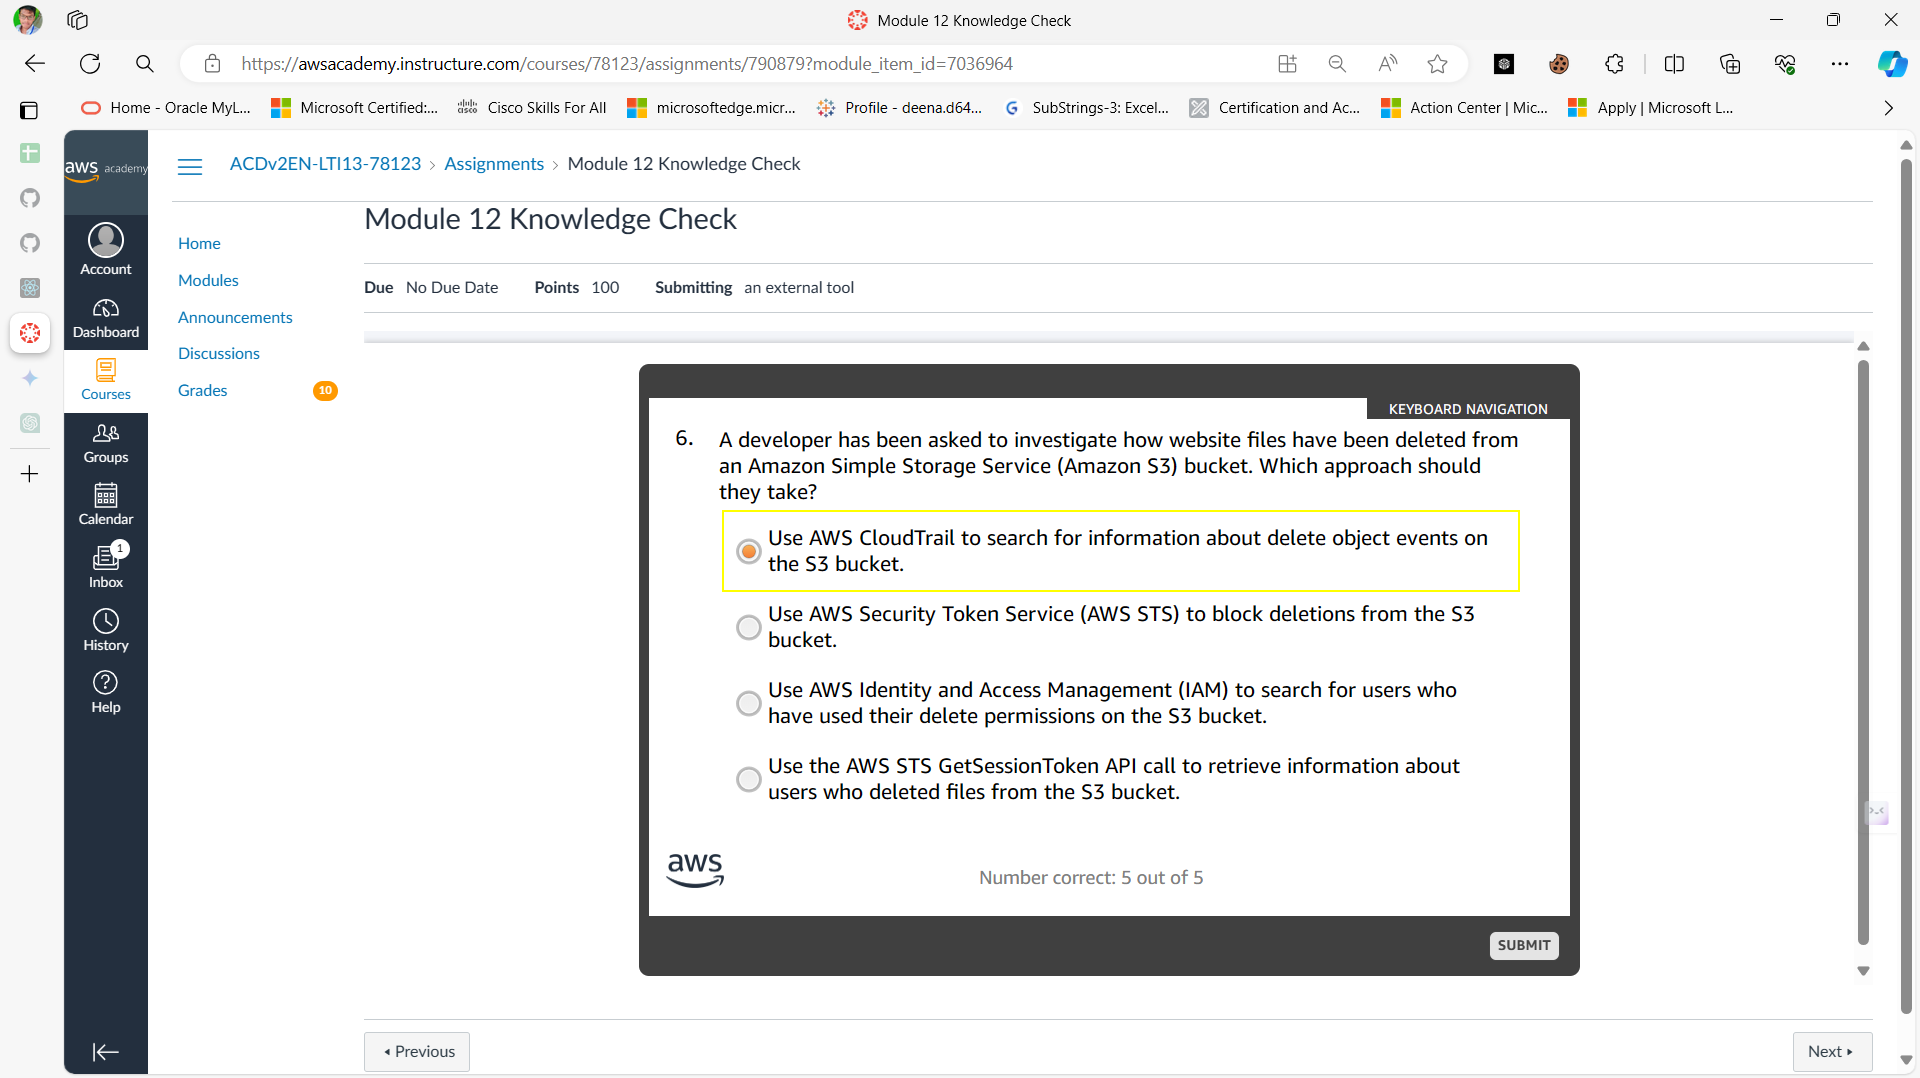 Module 12 Knowledge Check
https://awsacademy.instructure.com/courses/78123/assignments/790879?module_item_id=7036964
Home - Oracle MyL...
Microsoft Certified:...
Cisco Skills For All
microsoftedge.micr...
Profile - deena.d64...
SubStrings-3: Excel...
Certification and Ac...
Action Center | Mic...
Apply | Microsoft L...
aws academy
ACDv2EN-LTI13-78123 › Assignments › Module 12 Knowledge Check
Account
Dashboard
Courses
Groups
Calendar
1
Inbox
History
Help
Home
Modules
Announcements
Discussions
Grades 10
Module 12 Knowledge Check
Due No Due Date Points 100 Submitting an external tool
KEYBOARD NAVIGATION
6. A developer has been asked to investigate how website files have been deleted from
an Amazon Simple Storage Service (Amazon S3) bucket. Which approach should
they take?
Use AWS CloudTrail to search for information about delete object events on
the S3 bucket.
Use AWS Security Token Service (AWS STS) to block deletions from the S3
bucket.
Use AWS Identity and Access Management (IAM) to search for users who
have used their delete permissions on the S3 bucket.
Use the AWS STS GetSessionToken API call to retrieve information about
users who deleted files from the S3 bucket.
aws
Number correct: 5 out of 5
SUBMIT
Previous
Next